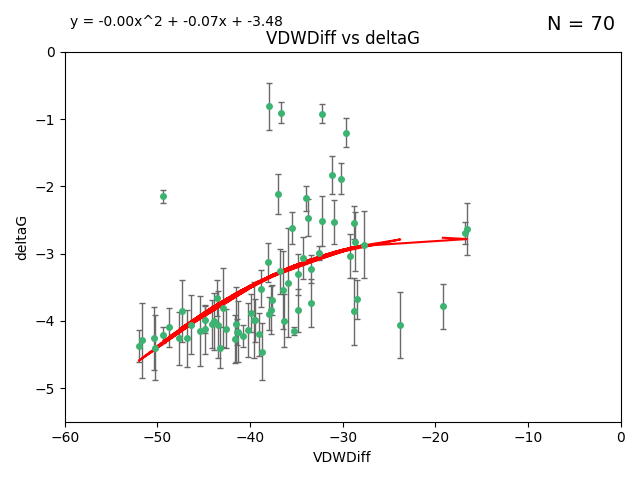 y = -0.00x^2 + -0.07x + -3.48
N = 70
VDWDiff vs deltaG
0
−1
−2
−3
−4
−5
deltaG
−60
−50
−40
−30
−20
−10
0
VDWDiff